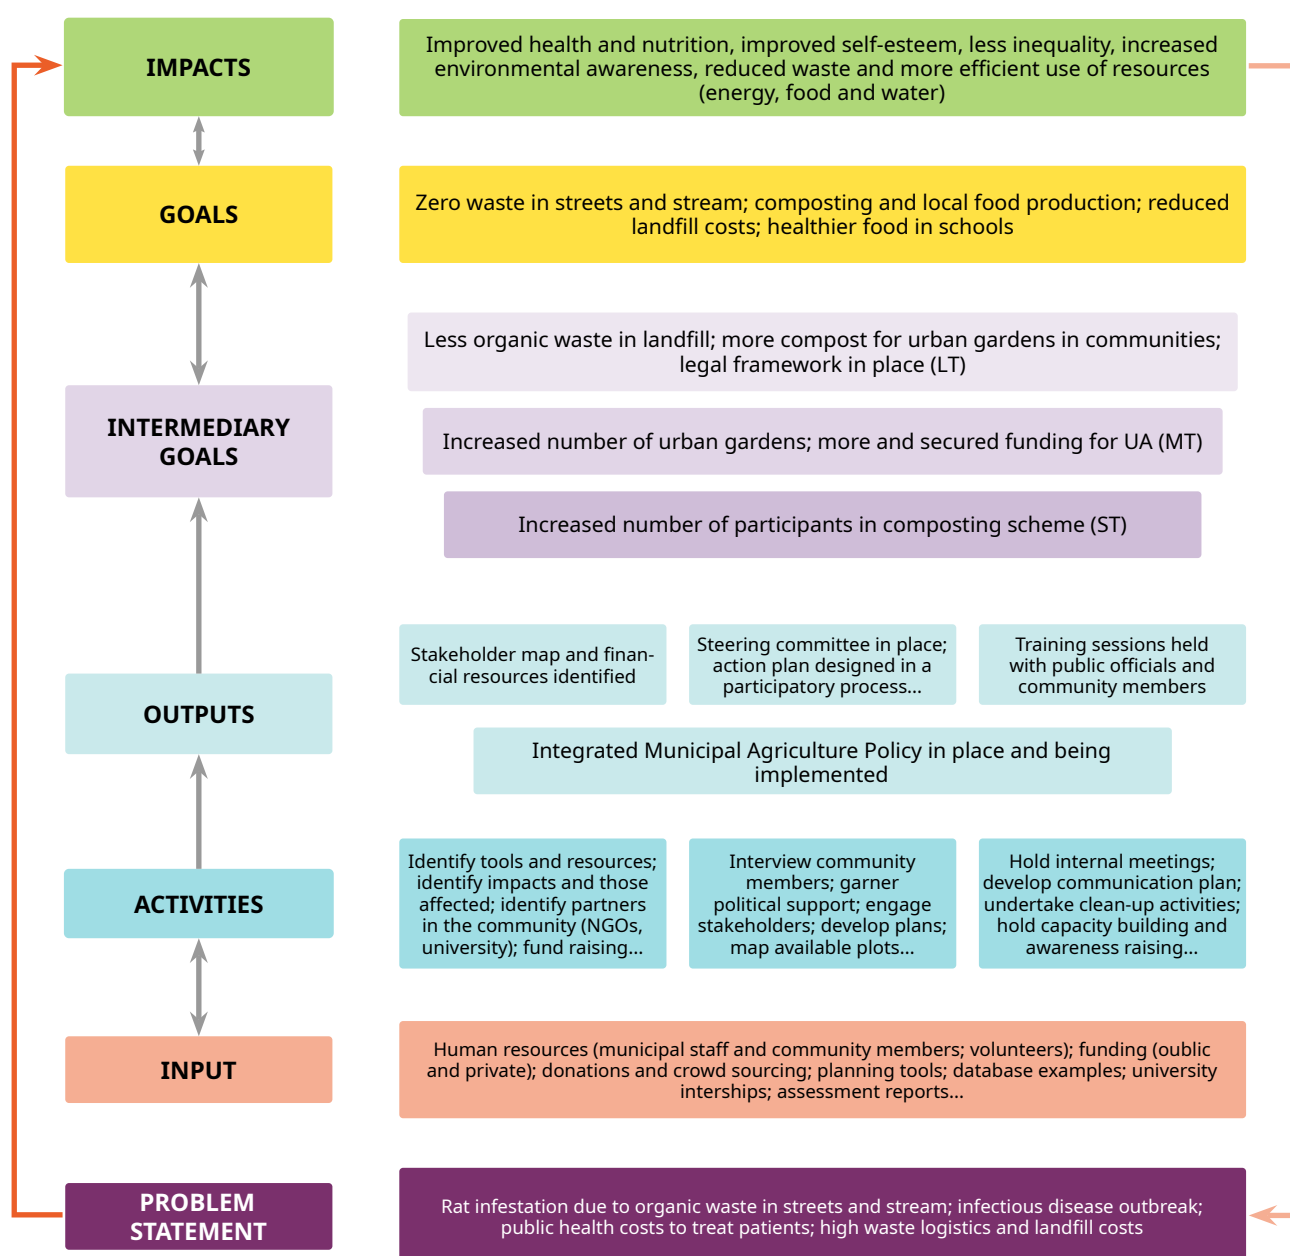 IMPACTS
Improved health and nutrition, improved self-esteem, less inequality, increased
environmental awareness, reduced waste and more efficient use of resources
(energy, food and water)
GOALS
Zero waste in streets and stream; composting and local food production; reduced
landfill costs; healthier food in schools
INTERMEDIARY
GOALS
Less organic waste in landfill; more compost for urban gardens in communities;
legal framework in place (LT)
Increased number of urban gardens; more and secured funding for UA (MT)
Increased number of participants in composting scheme (ST)
OUTPUTS
Stakeholder map and finan-
cial resources identified
Steering committee in place;
action plan designed in a
participatory process...
Training sessions held
with public officials and
community members
Integrated Municipal Agriculture Policy in place and being
implemented
ACTIVITIES
Identify tools and resources;
identify impacts and those
affected; identify partners
in the community (NGOs,
university); fund raising...
Interview community
members; garner
political support; engage
stakeholders; develop plans;
map available plots...
Hold internal meetings;
develop communication plan;
undertake clean-up activities;
hold capacity building and
awareness raising...
INPUT
Human resources (municipal staff and community members; volunteers); funding (oublic
and private); donations and crowd sourcing; planning tools; database examples; university
interships; assessment reports...
PROBLEM
STATEMENT
Rat infestation due to organic waste in streets and stream; infectious disease outbreak;
public health costs to treat patients; high waste logistics and landfill costs